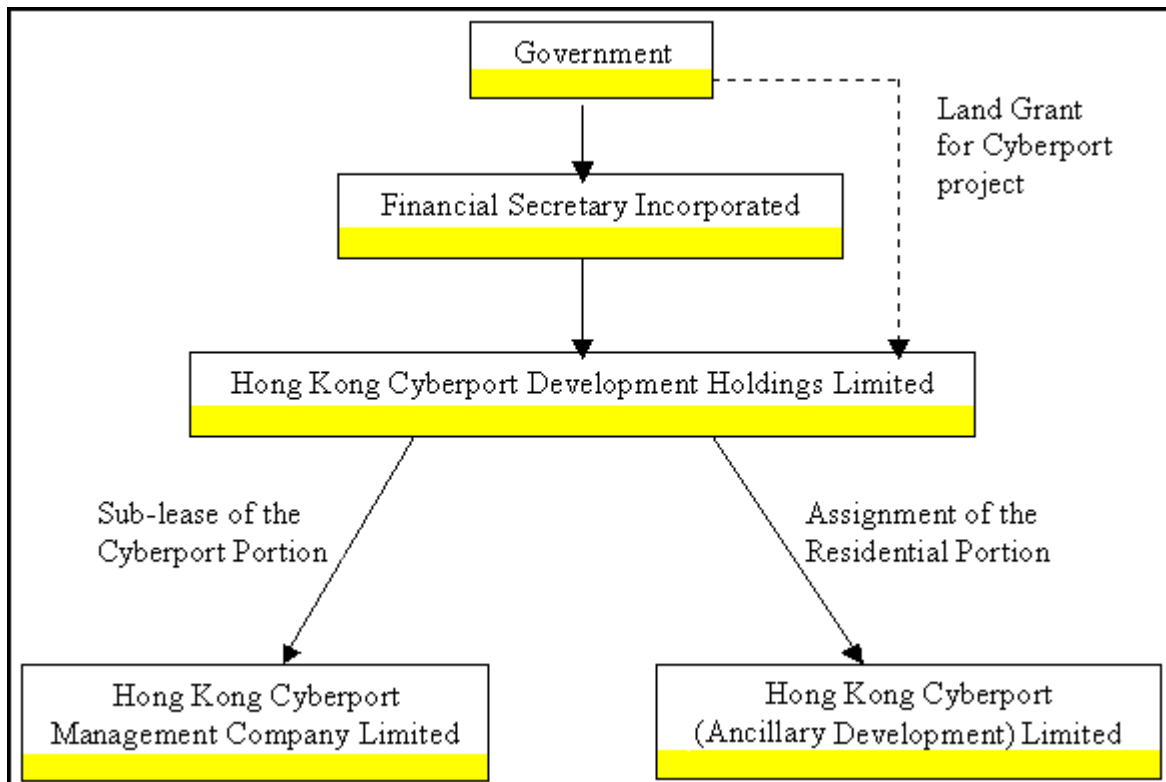 Government
Land Grant
for Cyberport
project
Financial Secretary Incorporated
Hong Kong Cyberport Development Holdings Limited
Sub-lease of the
Cyberport Portion
Assignment of the
Residential Portion
Hong Kong Cyberport
Management Company Limited
Hong Kong Cyberport
(Ancillary Development) Limited